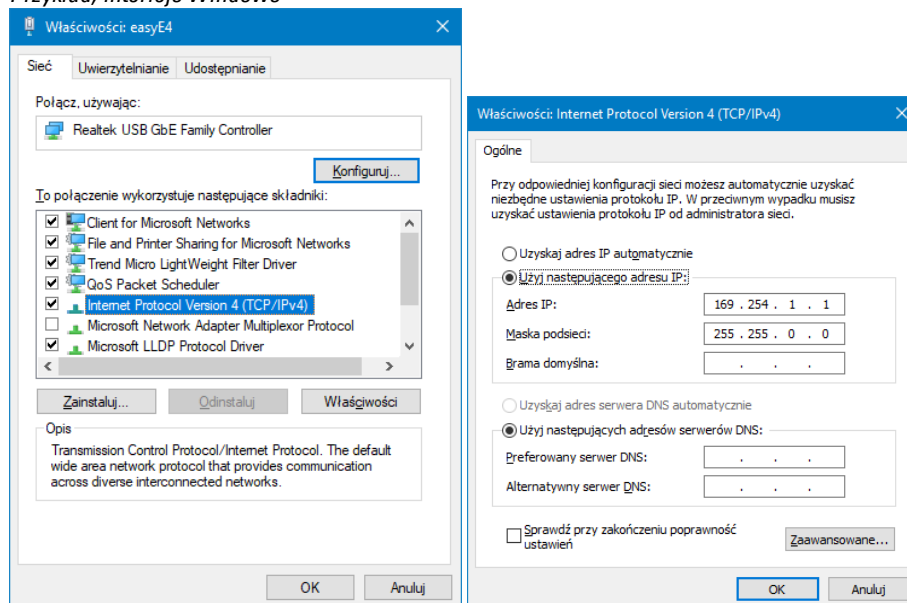 Przykład, interfejs Windows
Właściwości: easyE4
Sieć
Uwierzytelnianie
Udostępnianie
Połącz, używając:
Realtek USB GbE Family Controller
Konfiguruj...
To połączenie wykorzystuje następujące składniki:
Client for Microsoft Networks
File and Printer Sharing for Microsoft Networks
Trend Micro LightWeight Filter Driver
QoS Packet Scheduler
Internet Protocol Version 4 (TCP/IPv4)
Microsoft Network Adapter Multiplexor Protocol
Microsoft LLDP Protocol Driver
Zainstaluj...
Odinstaluj
Właściwości
Opis
Transmission Control Protocol/Internet Protocol. The default
wide area network protocol that provides communication
across diverse interconnected networks.
OK
Anuluj
Właściwości: Internet Protocol Version 4 (TCP/IPv4)
Ogólne
Przy odpowiedniej konfiguracji sieci możesz automatycznie uzyskać
niezbędne ustawienia protokołu IP. W przeciwnym wypadku musisz
uzyskać ustawienia protokołu IP od administratora sieci.
Uzyskaj adres IP automatycznie
Użyj następującego adresu IP:
Adres IP:
169 . 254 . 1 . 1
Maska podsieci:
255 . 255 . 0 . 0
Brama domyślna:
. . .
Uzyskaj adres serwera DNS automatycznie
Użyj następujących adresów serwerów DNS:
Preferowany serwer DNS:
. . .
Alternatywny serwer DNS:
. . .
Sprawdź przy zakończeniu poprawność
ustawień
Zaawansowane...
OK
Anuluj